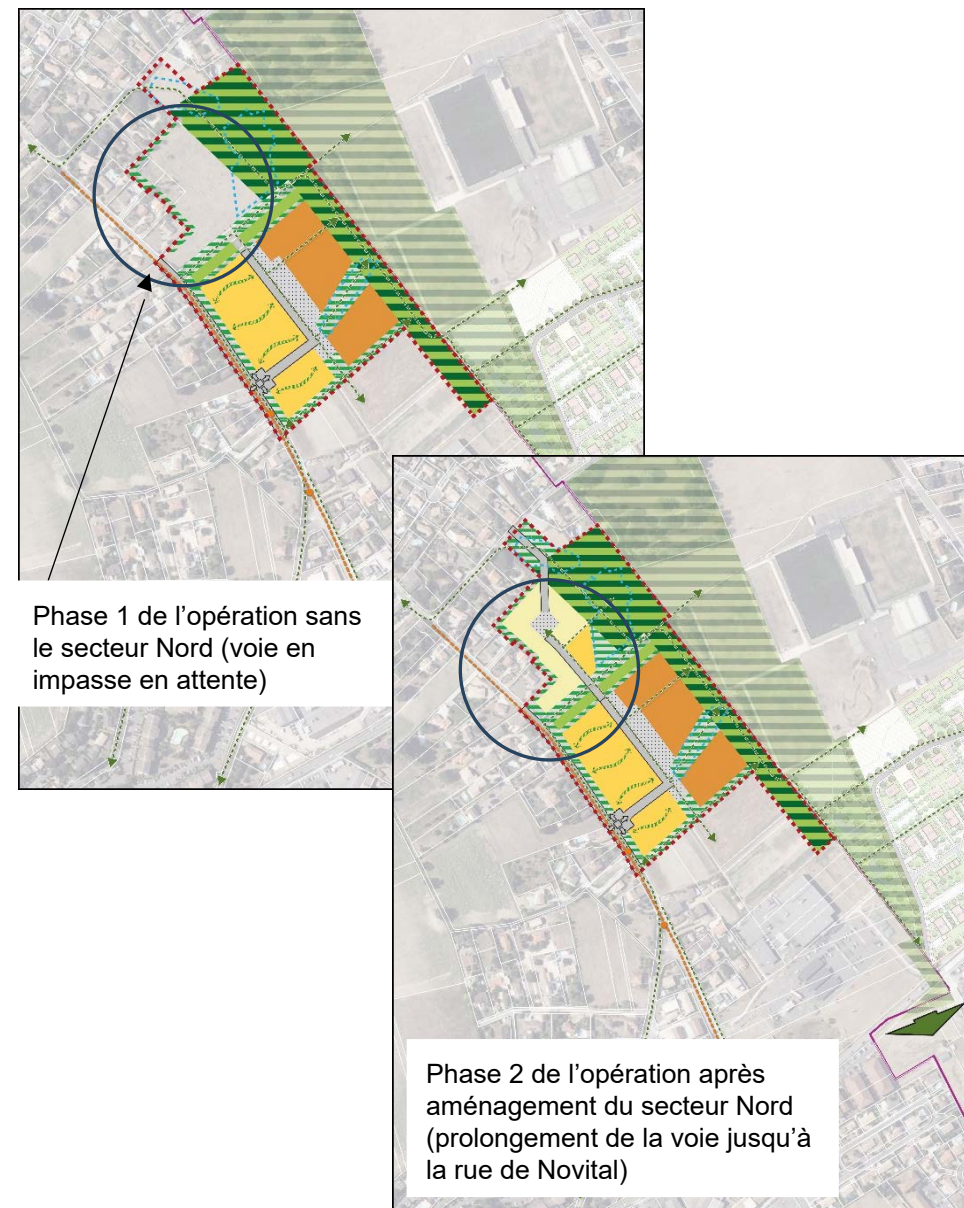 Phase 1 de l’opération sans
le secteur Nord (voie en
impasse en attente)
Phase 2 de l’opération après
aménagement du secteur Nord
(prolongement de la voie jusqu’à
la rue de Novital)